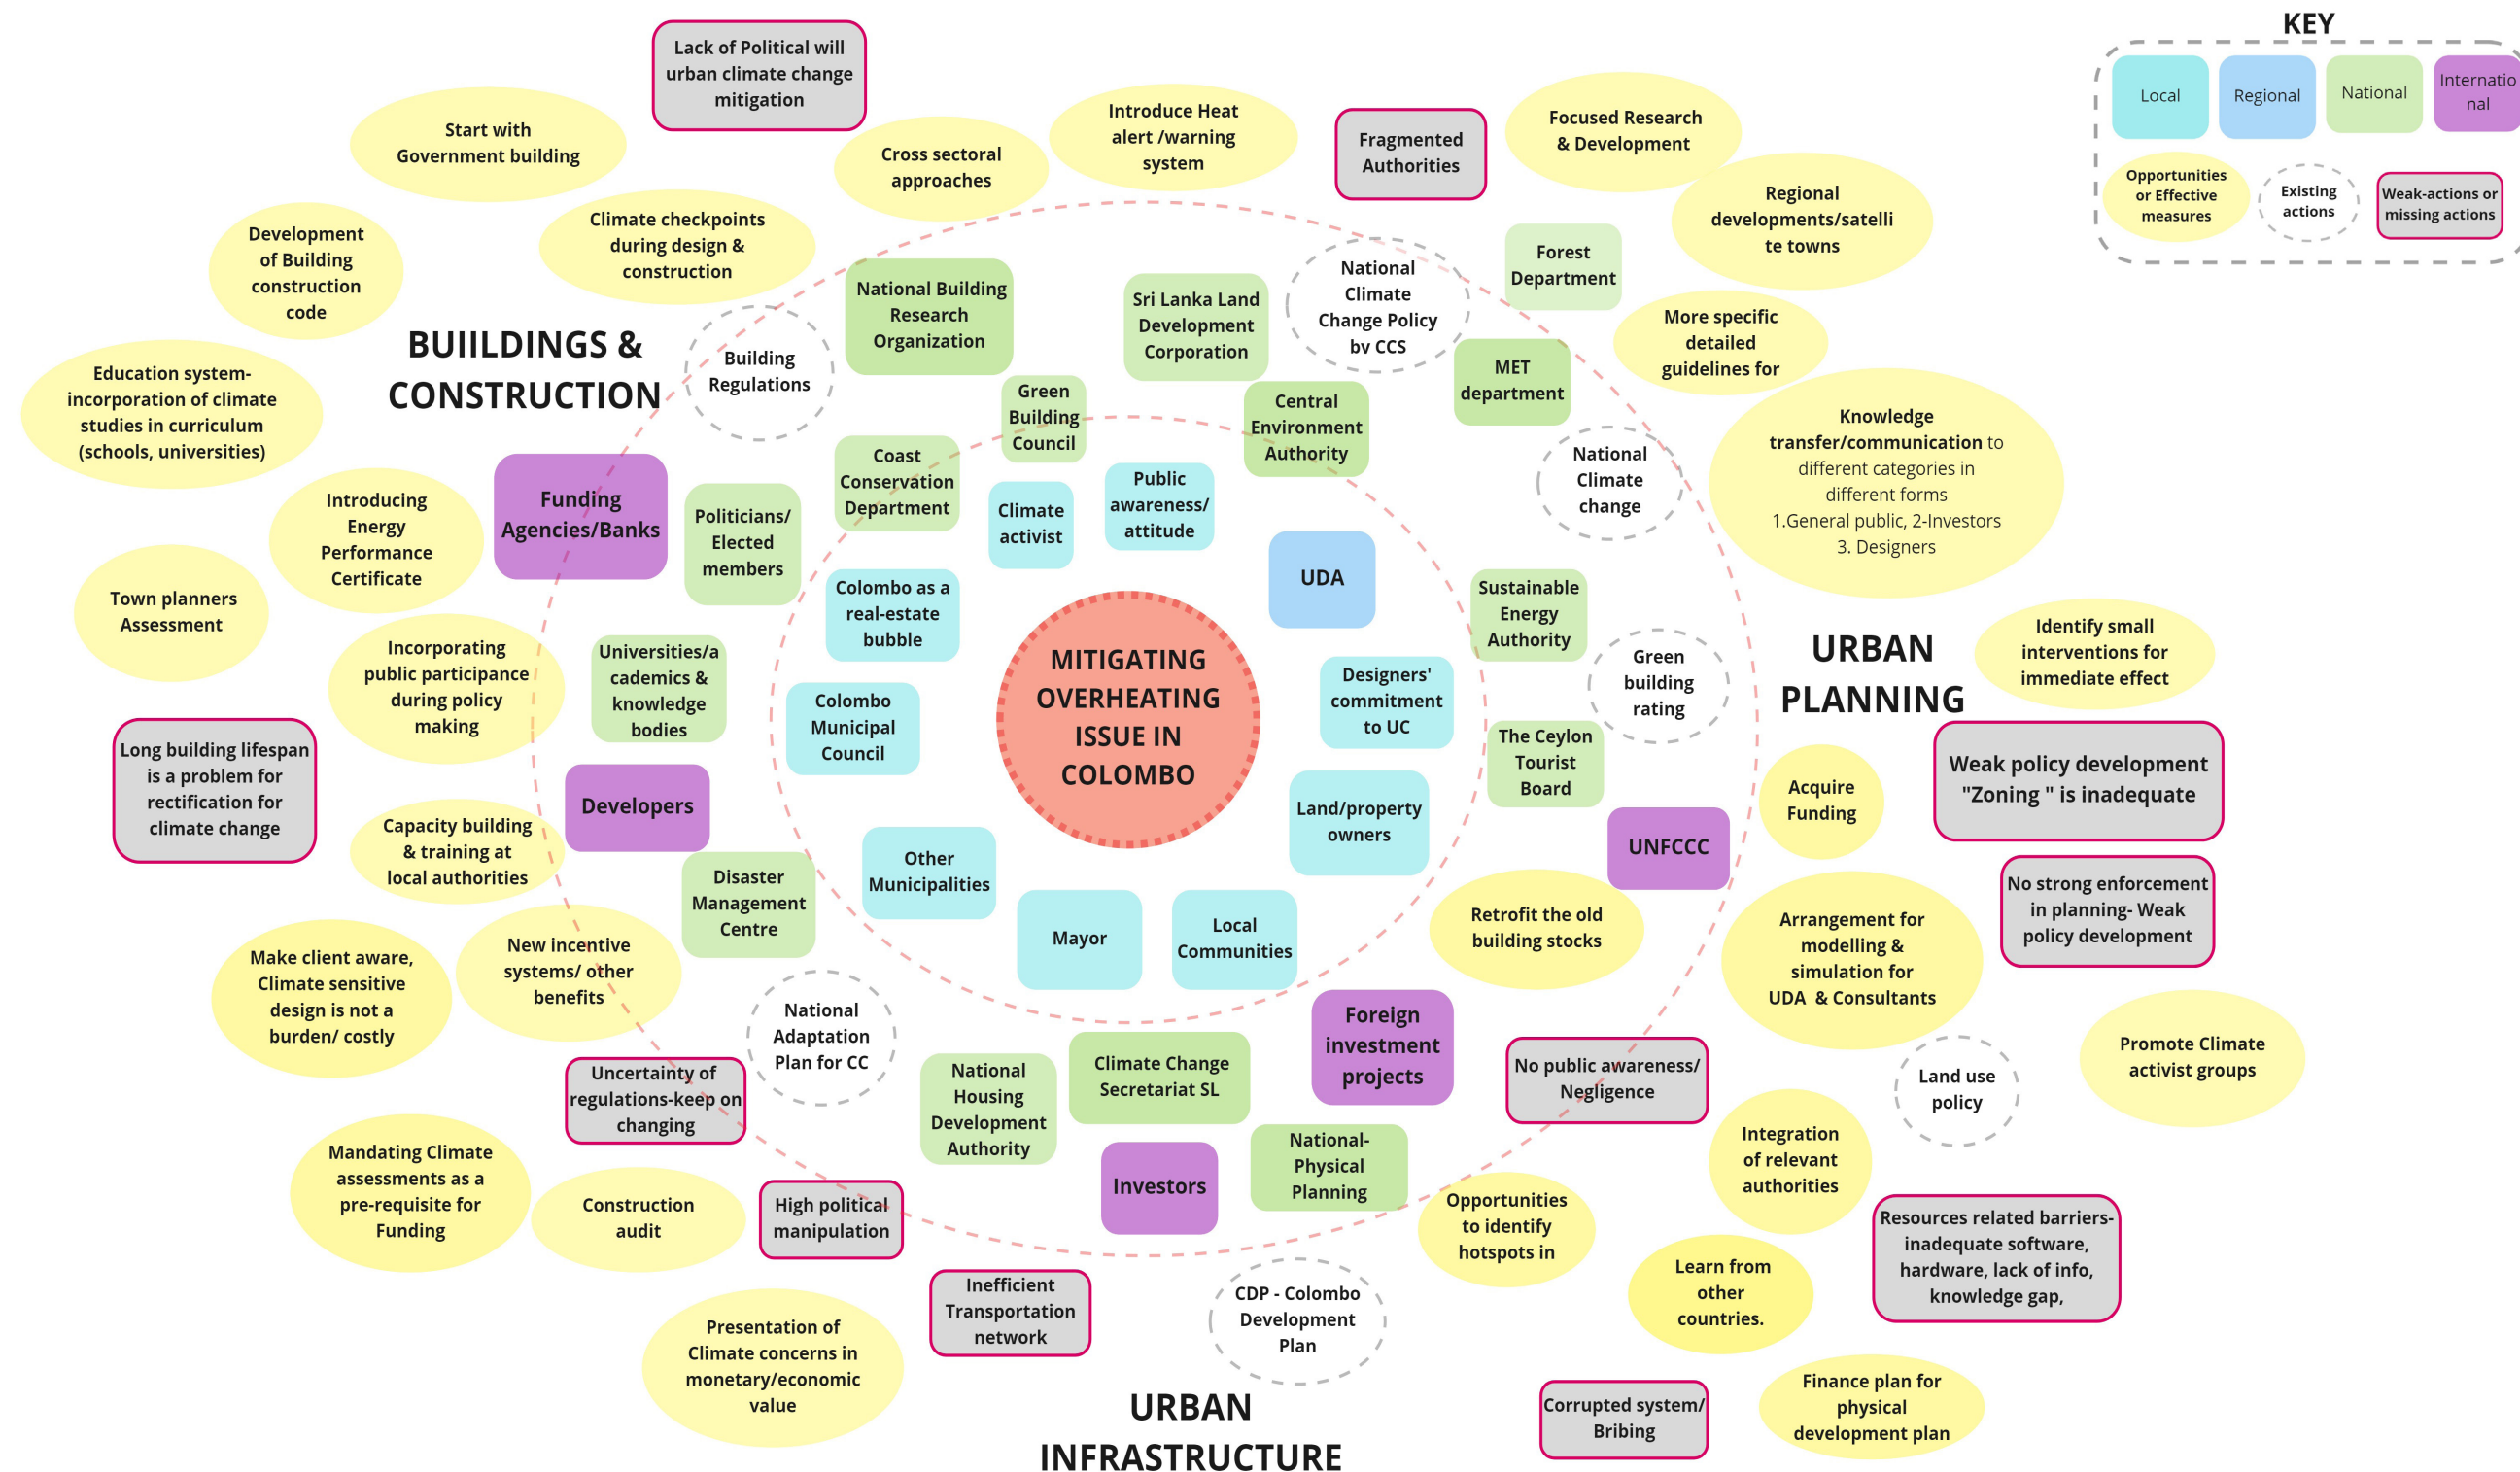 KEY
Local
Regional
National
Internatio
nal
Opportunities
or Effective
measures
Existing
actions
Weak-actions or
missing actions
Lack of Political will
urban climate change
mitigation
Start with
Government building
Cross sectoral
approaches
Introduce Heat
alert /warning
system
Fragmented
Authorities
Focused Research
& Development
Regional
developments/satelli
te towns
Development
of Building
construction
code
Climate checkpoints
during design &
construction
National Building
Research
Organization
Sri Lanka Land
Development
Corporation
National
Climate
Change Policy
bv CCS
Forest
Department
More specific
detailed
guidelines for
BUIILDINGS &
CONSTRUCTION
Building
Regulations
Green
Building
Council
Central
Environment
Authority
MET
department
Education system-
incorporation of climate
studies in curriculum
(schools, universities)
Knowledge
transfer/communication to
different categories in
different forms
1.General public, 2-Investors
3. Designers
Funding
Agencies/Banks
Politicians/
Elected
members
Coast
Conservation
Department
Climate
activist
Public
awareness/
attitude
National
Climate
change
Introducing
Energy
Performance
Certificate
Town planners
Assessment
Colombo as a
real-estate
bubble
UDA
Sustainable
Energy
Authority
Incorporating
public participance
during policy
making
Universities/a
cademics &
knowledge
bodies
Colombo
Municipal
Council
MITIGATING
OVERHEATING
ISSUE IN
COLOMBO
Designers'
commitment
to UC
Green
building
rating
URBAN
PLANNING
Identify small
interventions for
immediate effect
Long building lifespan
is a problem for
rectification for
climate change
Developers
Land/property
owners
The Ceylon
Tourist
Board
Acquire
Funding
Weak policy development
"Zoning " is inadequate
Capacity building
& training at
local authorities
Disaster
Management
Centre
Other
Municipalities
Mayor
Local
Communities
UNFCCC
Retrofit the old
building stocks
Arrangement for
modelling &
simulation for
UDA & Consultants
No strong enforcement
in planning- Weak
policy development
Make client aware,
Climate sensitive
design is not a
burden/ costly
New incentive
systems/ other
benefits
National
Adaptation
Plan for CC
Foreign
investment
projects
No public awareness/
Negligence
Land use
policy
Promote Climate
activist groups
Uncertainty of
regulations-keep on
changing
National
Housing
Development
Authority
Climate Change
Secretariat SL
Investors
National-
Physical
Planning
Integration
of relevant
authorities
Mandating Climate
assessments as a
pre-requisite for
Funding
Construction
audit
High political
manipulation
Opportunities
to identify
hotspots in
Resources related barriers-
inadequate software,
hardware, lack of info,
knowledge gap,
Inefficient
Transportation
network
CDP - Colombo
Development
Plan
Learn from
other
countries.
Presentation of
Climate concerns in
monetary/economic
value
URBAN
INFRASTRUCTURE
Corrupted system/
Bribing
Finance plan for
physical
development plan